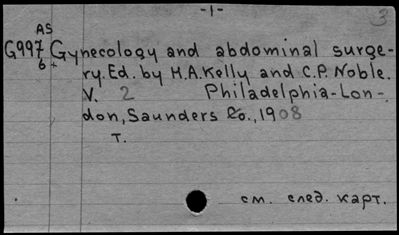 -1-
3
AS
G997 Gynecology and abdominal surge-
6+ ry. Ed. by H.A.Kelly and C.P. Noble.
V. 2 Philadelphia-Lon-
don, Saunders Co., 1908
T.
см. след. карт.